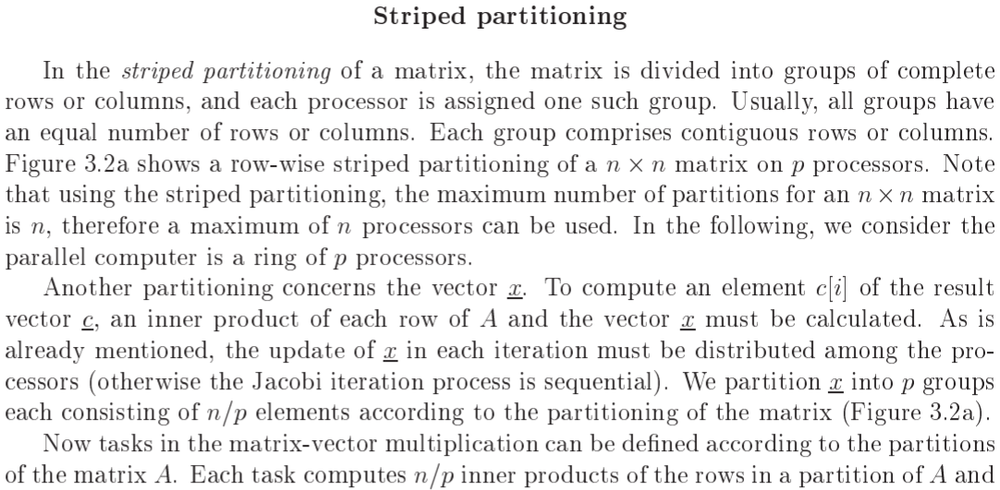 Striped partitioning
In the striped partitioning of a matrix, the matrix is divided into groups of complete
rows or columns, and each processor is assigned one such group. Usually, all groups have
an equal number of rows or columns. Each group comprises contiguous rows or columns.
Figure 3.2a shows a row-wise striped partitioning of a n × n matrix on p processors. Note
that using the striped partitioning, the maximum number of partitions for an n × n matrix
is n, therefore a maximum of n processors can be used. In the following, we consider the
parallel computer is a ring of p processors.
Another partitioning concerns the vector x. To compute an element c[i] of the result
vector c, an inner product of each row of A and the vector x must be calculated. As is
already mentioned, the update of x in each iteration must be distributed among the pro-
cessors (otherwise the Jacobi iteration process is sequential). We partition x into p groups
each consisting of n/p elements according to the partitioning of the matrix (Figure 3.2a).
Now tasks in the matrix-vector multiplication can be defined according to the partitions
of the matrix A. Each task computes n/p inner products of the rows in a partition of A and